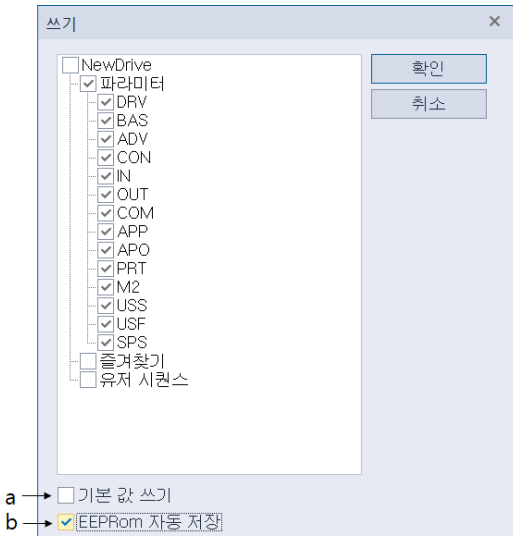 쓰기
NewDrive
파라미터
DRV
BAS
ADV
CON
IN
OUT
COM
APP
APO
PRT
M2
USS
USF
SPS
즐겨찾기
유저 시퀀스
확인
취소
a 기본 값 쓰기
b EEPRom 자동 저장